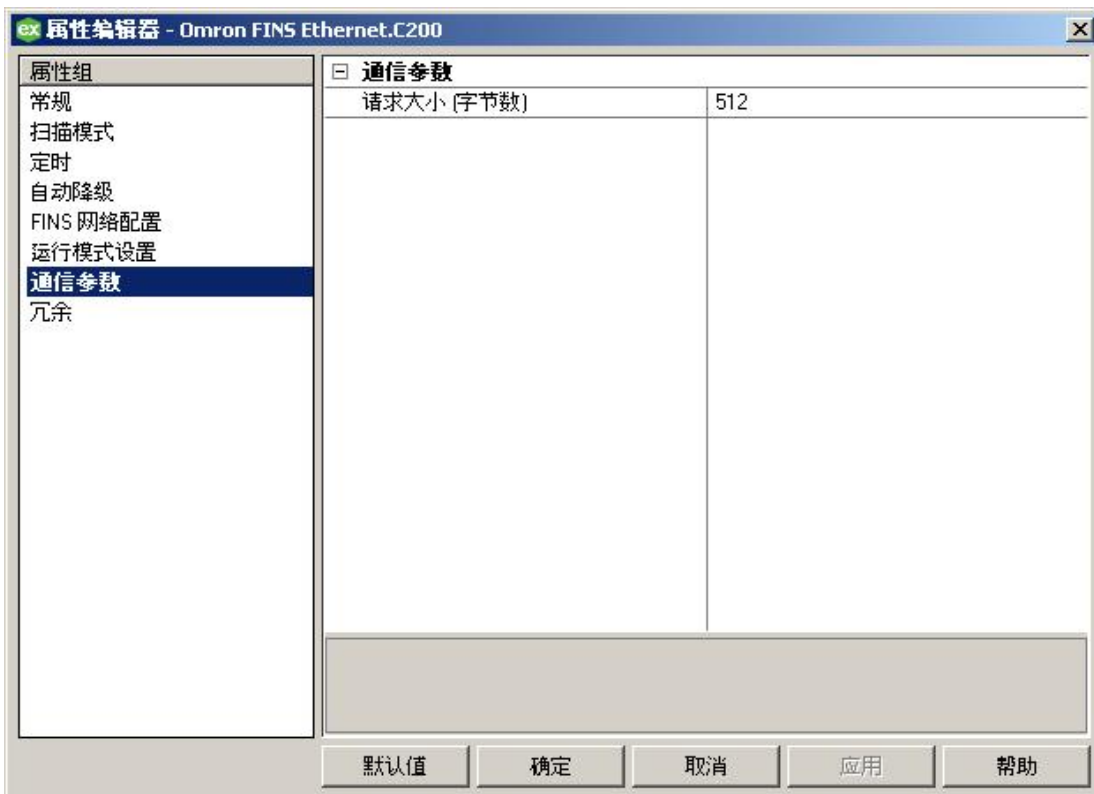 ex 属性编辑器 - Omron FINS Ethernet.C200
属性组
常规
扫描模式
定时
自动降级
FINS 网络配置
运行模式设置
通信参数
冗余
通信参数
请求大小 (字节数) 512
默认值 确定 取消 应用 帮助